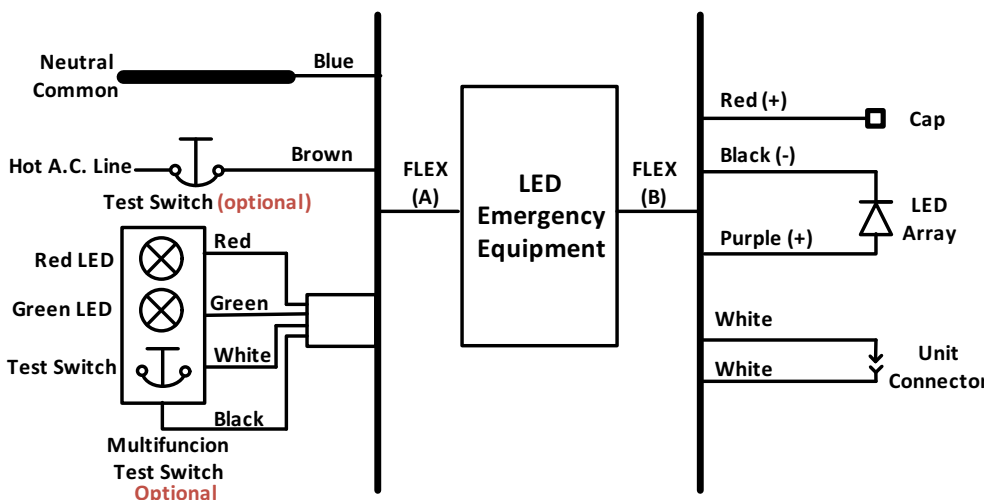 Neutral
Common
Blue
Hot A.C. Line
Brown
Test Switch (optional)
Red LED
Red
Green LED
Green
Test Switch
White
Black
Multifuncion
Test Switch
Optional
FLEX
(A)
LED
Emergency
Equipment
FLEX
(B)
Red (+)
Cap
Black (-)
LED
Array
Purple (+)
White
Unit
Connector
White